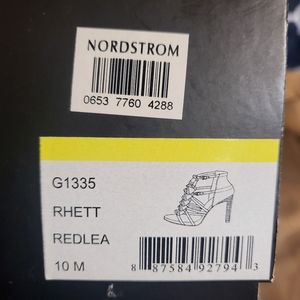 NORDSTROM
0653 7760 4288
G1335
RHETT
REDLEA
10 M
8 87584 92794 3